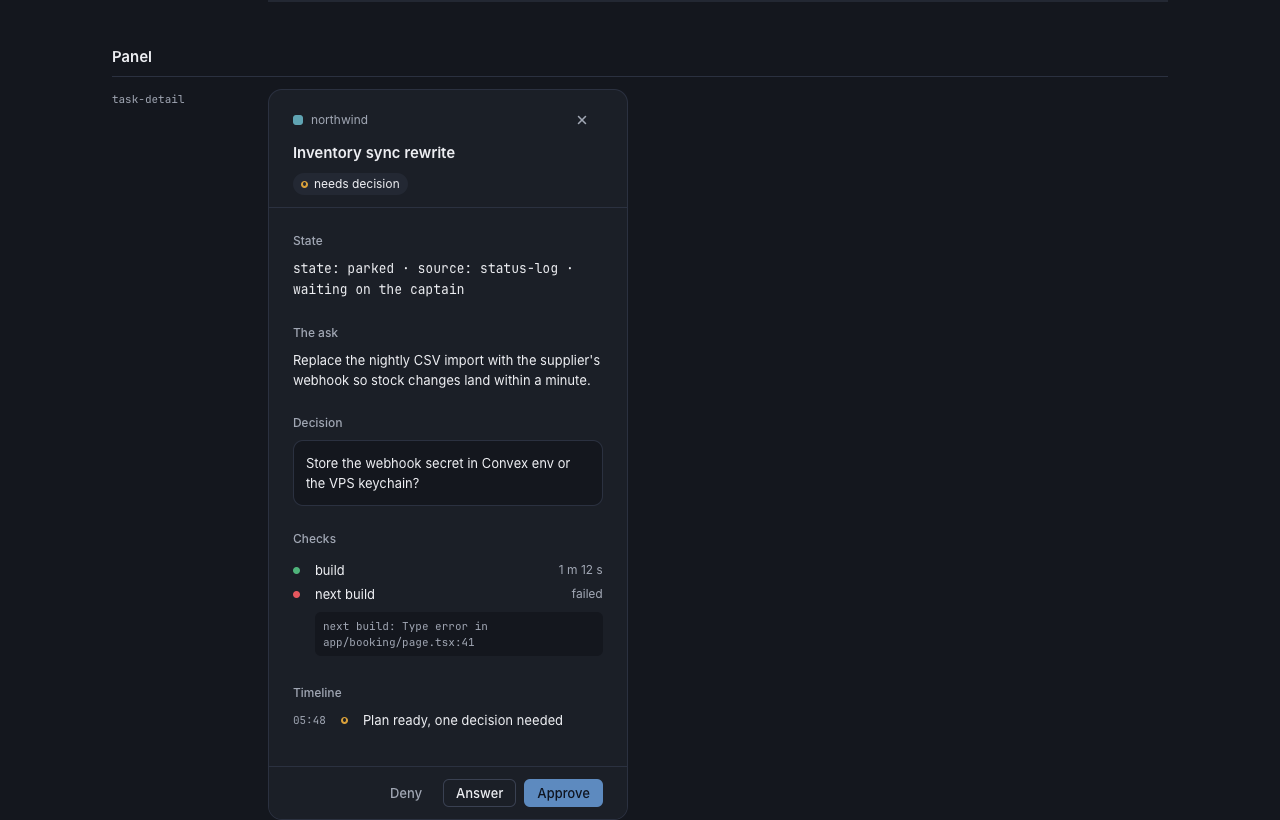 Panel
task-detail
northwind
Inventory sync rewrite
needs decision
State
state: parked · source: status-log ·
waiting on the captain
The ask
Replace the nightly CSV import with the supplier's
webhook so stock changes land within a minute.
Decision
Store the webhook secret in Convex env or
the VPS keychain?
Checks
build 1 m 12 s
next build failed
next build: Type error in
app/booking/page.tsx:41
Timeline
05:48 Plan ready, one decision needed
Deny Answer Approve